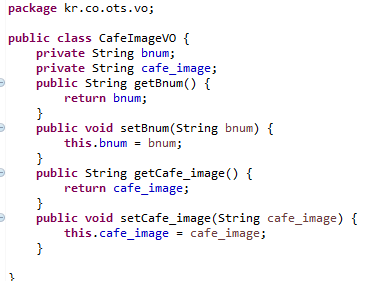 package kr.co.ots.vo;
public class CafeImageVO {
private String bnum;
private String cafe_image;
public String getBnum() {
return bnum;
}
public void setBnum(String bnum) {
this.bnum = bnum;
}
public String getCafe_image() {
return cafe_image;
}
public void setCafe_image(String cafe_image) {
this.cafe_image = cafe_image;
}
}